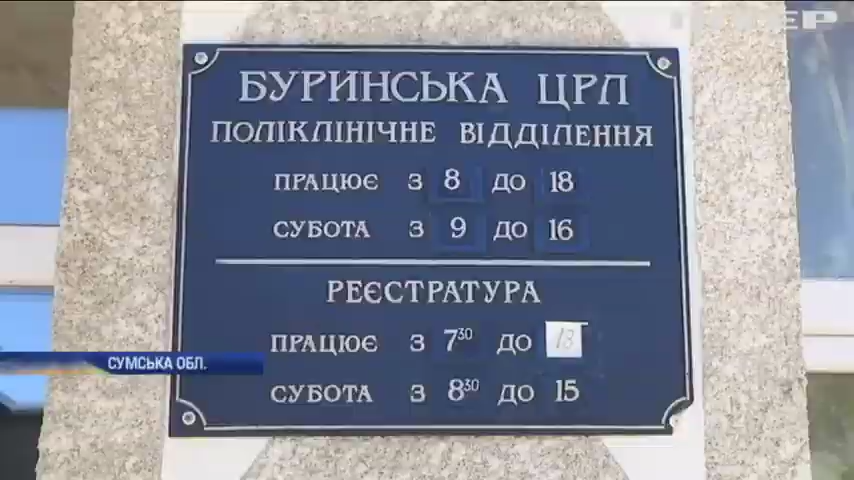 БУРИНСЬКА ЦРЛ
ПОЛІКЛІНІЧНЕ ВІДДІЛЕННЯ
ПРАЦЮЄ З 8 ДО 18
СУБОТА З 9 ДО 16
РЕЄСТРАТУРА
ПРАЦЮЄ З 7³⁰ ДО 18
СУБОТА З 8³⁰ ДО 15
СУМСЬКА ОБЛ.